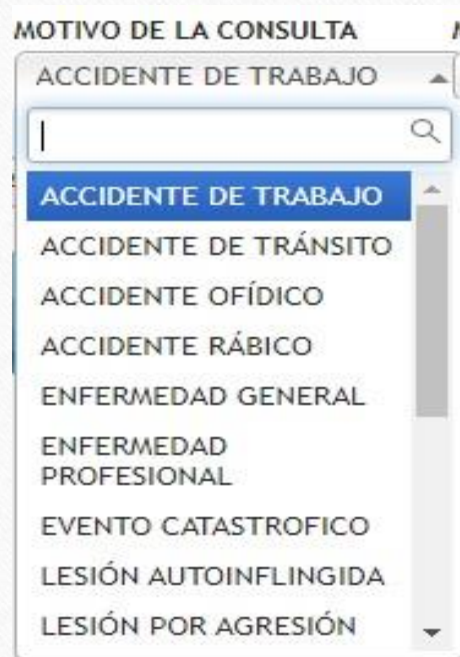 MOTIVO DE LA CONSULTA
ACCIDENTE DE TRABAJO
ACCIDENTE DE TRABAJO
ACCIDENTE DE TRÁNSITO
ACCIDENTE OFÍDICO
ACCIDENTE RÁBICO
ENFERMEDAD GENERAL
ENFERMEDAD
PROFESIONAL
EVENTO CATASTROFICO
LESIÓN AUTOINFLINGIDA
LESIÓN POR AGRESIÓN